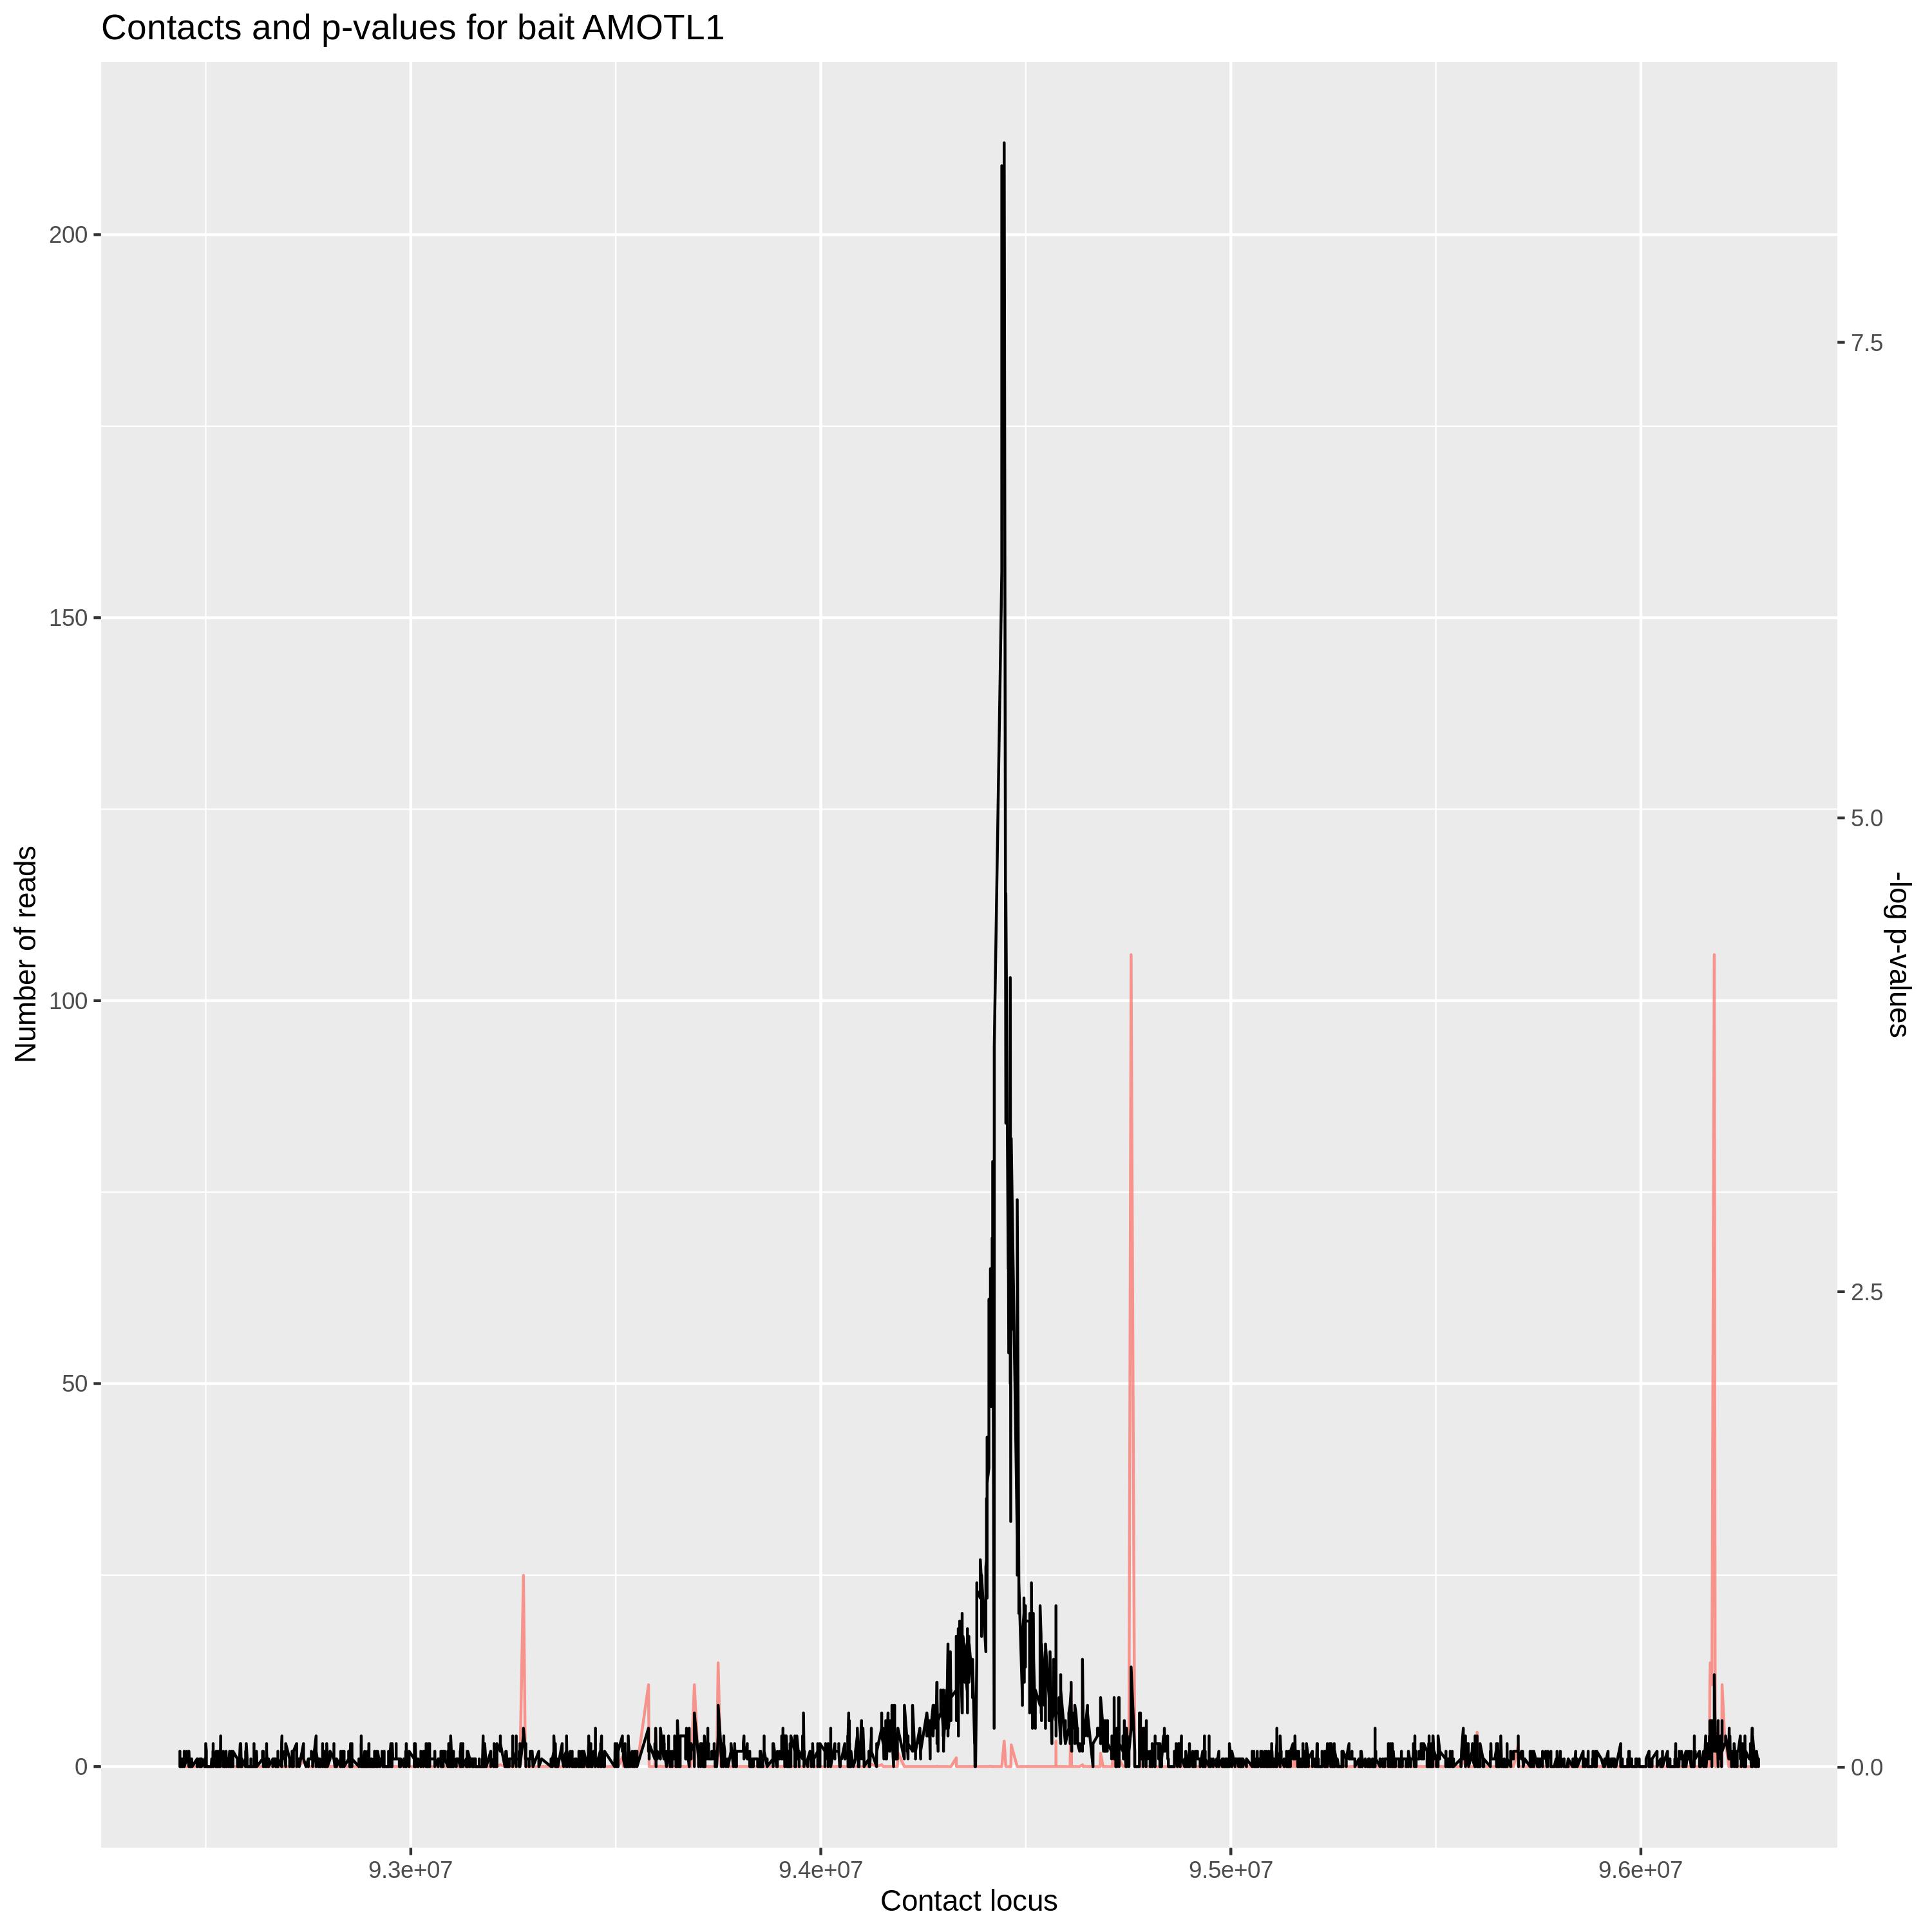 Contacts and p-values for bait AMOTL1
200
150
100
50
0
Number of reads
7.5
5.0
2.5
0.0
-log p-values
9.3e+07
9.4e+07
9.5e+07
9.6e+07
Contact locus